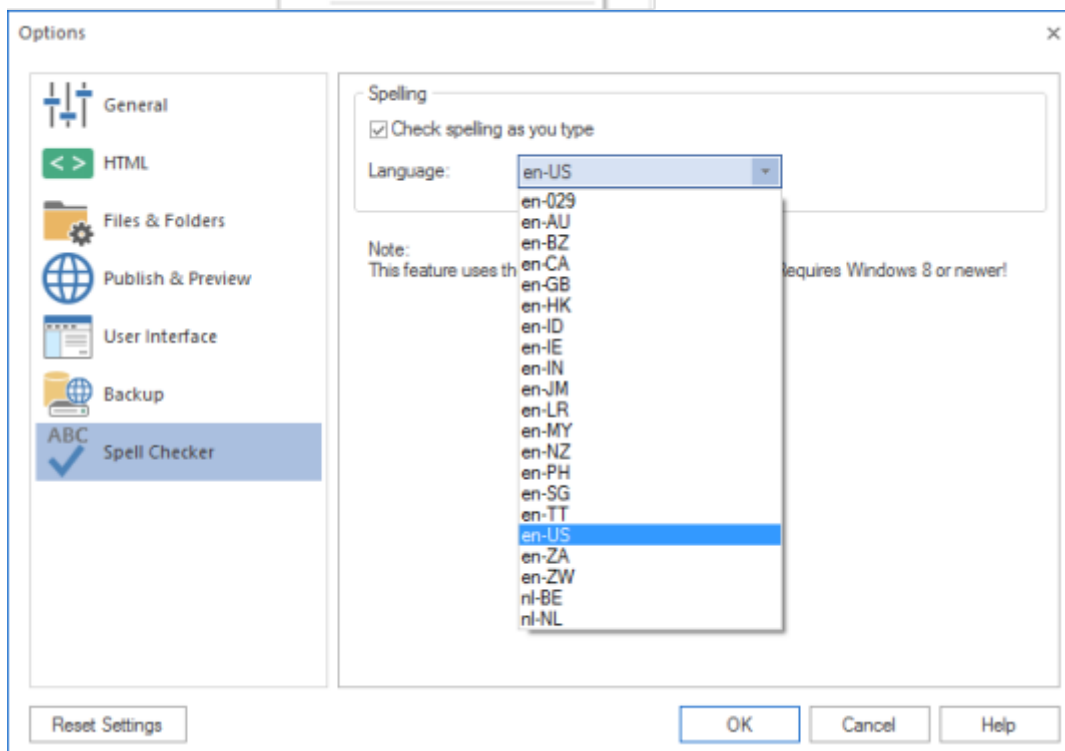 Options
General
HTML
Files & Folders
Publish & Preview
User Interface
Backup
ABC
Spell Checker
Spelling
Check spelling as you type
Language: en-US
en-029
en-AU
en-BZ
en-CA
en-GB
en-HK
en-ID
en-IE
en-IN
en-JM
en-LR
en-MY
en-NZ
en-PH
en-SG
en-TT
en-US
en-ZA
en-ZW
nl-BE
nl-NL
Note:
This feature uses th equires Windows 8 or newer!
Reset Settings
OK
Cancel
Help